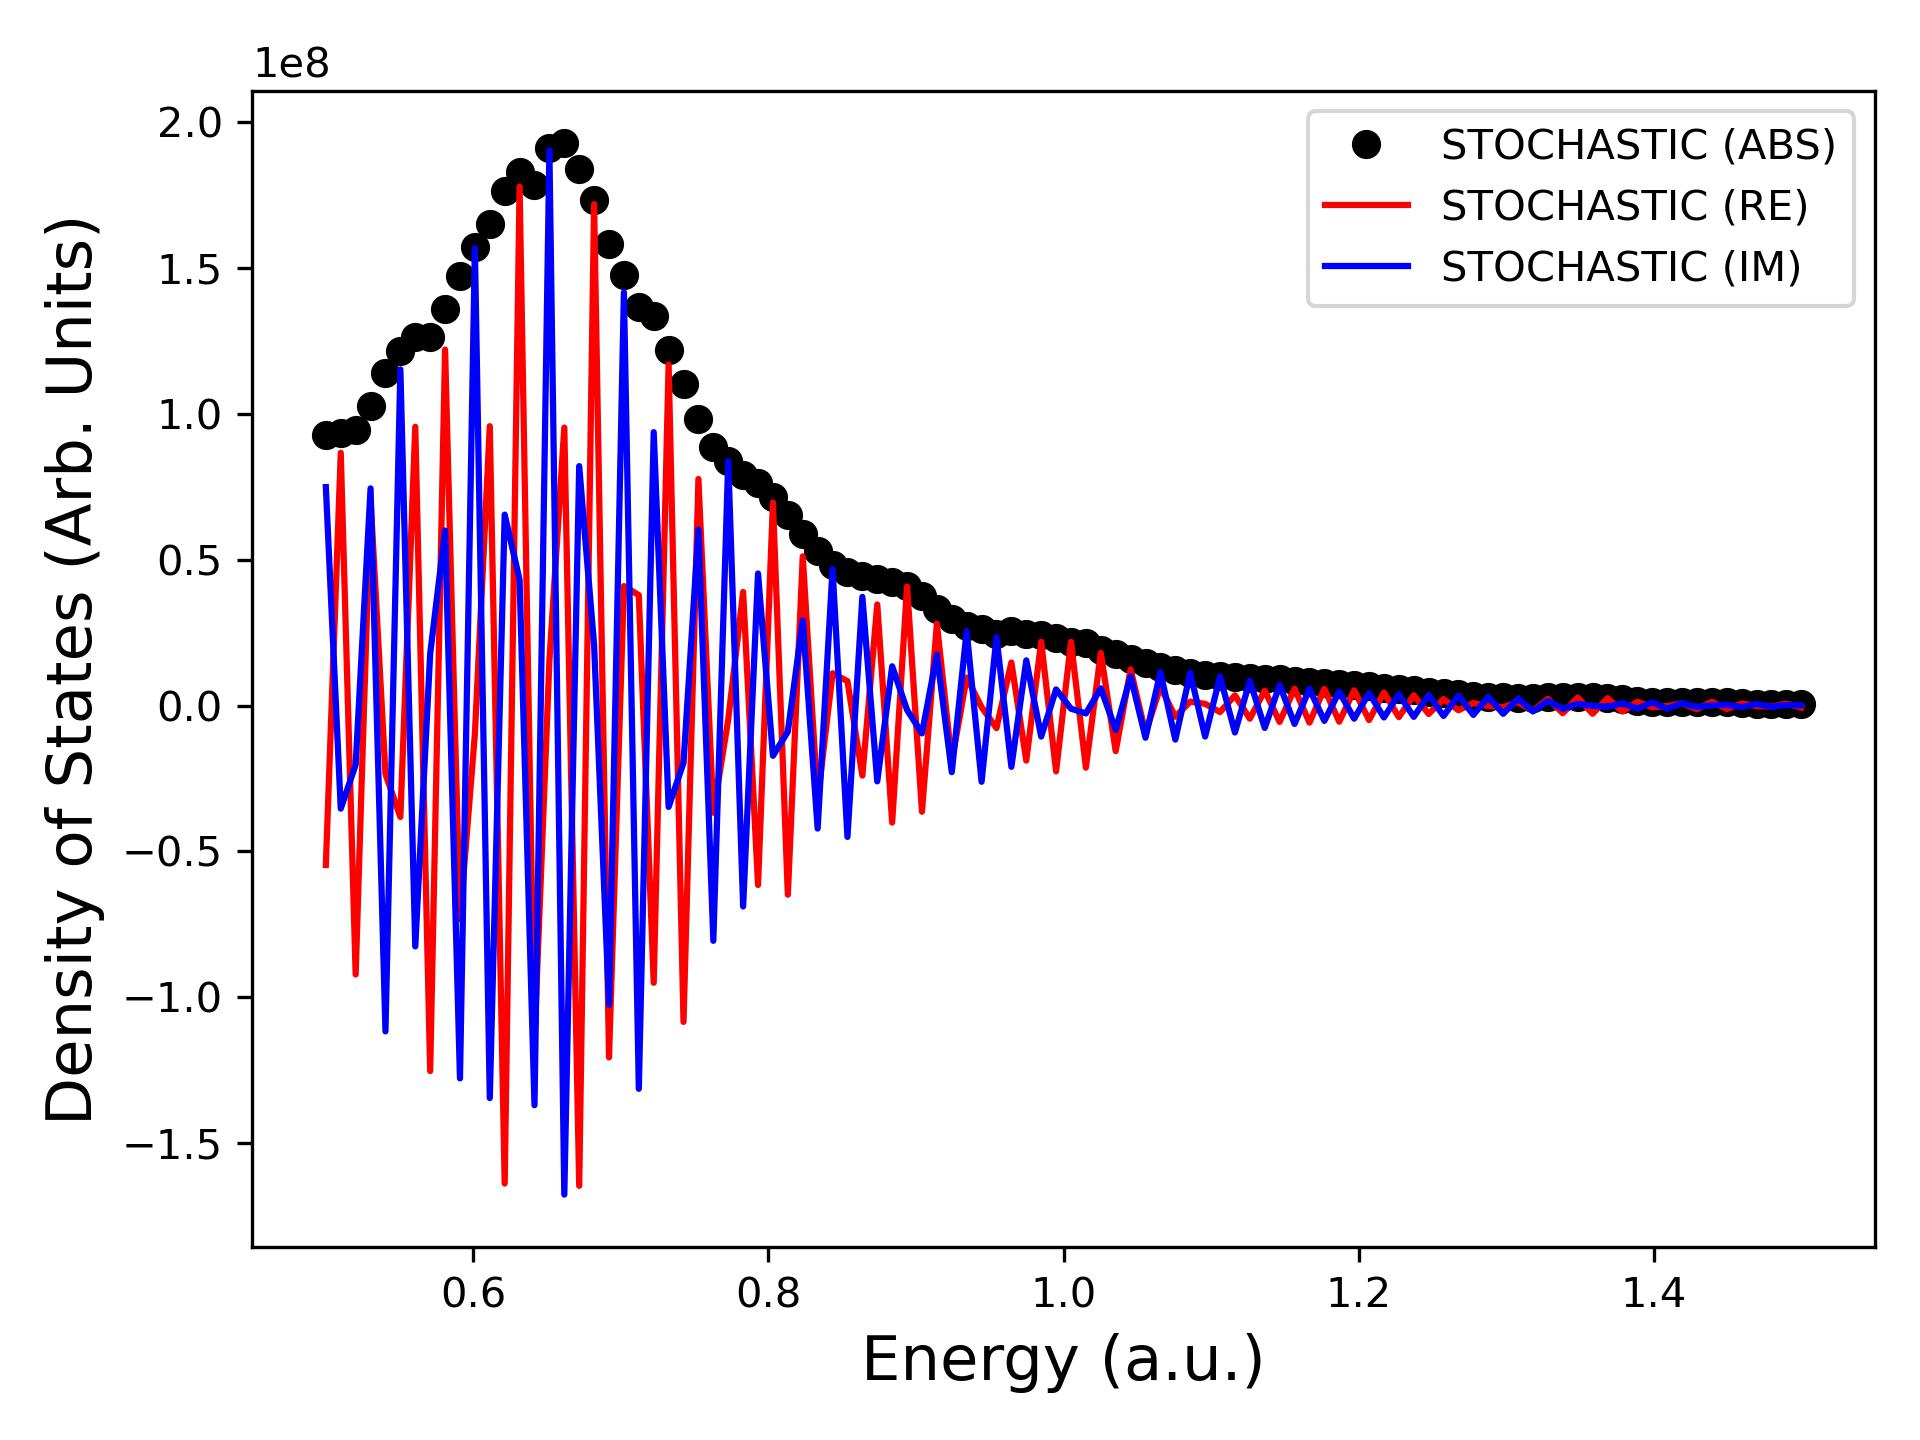 1e8
2.0
1.5
1.0
0.5
0.0
−0.5
−1.0
−1.5
Density of States (Arb. Units)
STOCHASTIC (ABS)
STOCHASTIC (RE)
STOCHASTIC (IM)
0.6 0.8 1.0 1.2 1.4
Energy (a.u.)